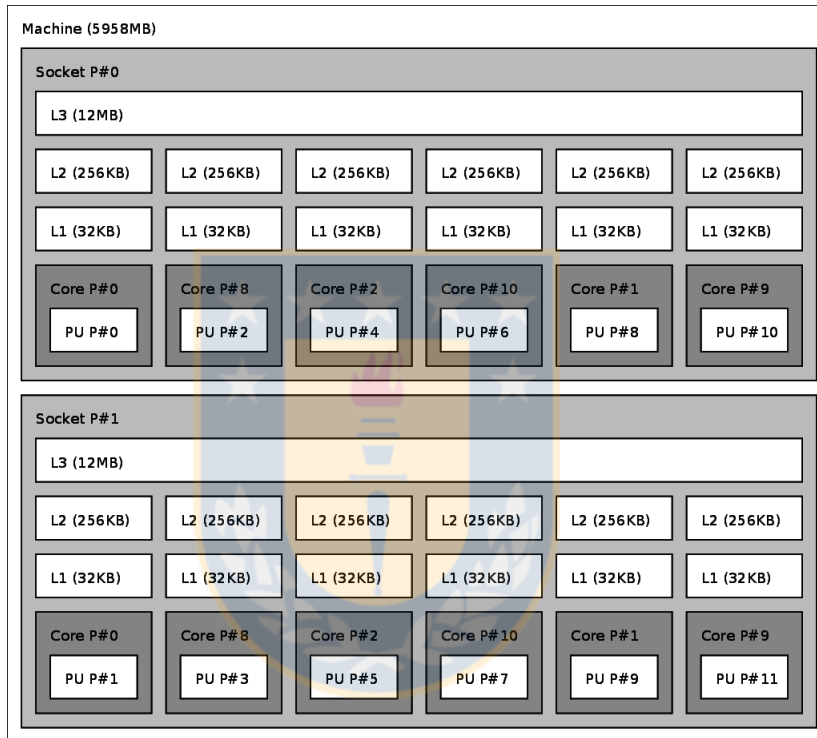 Machine (5958MB)
Socket P#0
L3 (12MB)
L2 (256KB) L2 (256KB) L2 (256KB) L2 (256KB) L2 (256KB) L2 (256KB)
L1 (32KB) L1 (32KB) L1 (32KB) L1 (32KB) L1 (32KB) L1 (32KB)
Core P#0 Core P#8 Core P#2 Core P#10 Core P#1 Core P#9
PU P#0 PU P#2 PU P#4 PU P#6 PU P#8 PU P#10
Socket P#1
L3 (12MB)
L2 (256KB) L2 (256KB) L2 (256KB) L2 (256KB) L2 (256KB) L2 (256KB)
L1 (32KB) L1 (32KB) L1 (32KB) L1 (32KB) L1 (32KB) L1 (32KB)
Core P#0 Core P#8 Core P#2 Core P#10 Core P#1 Core P#9
PU P#1 PU P#3 PU P#5 PU P#7 PU P#9 PU P#11